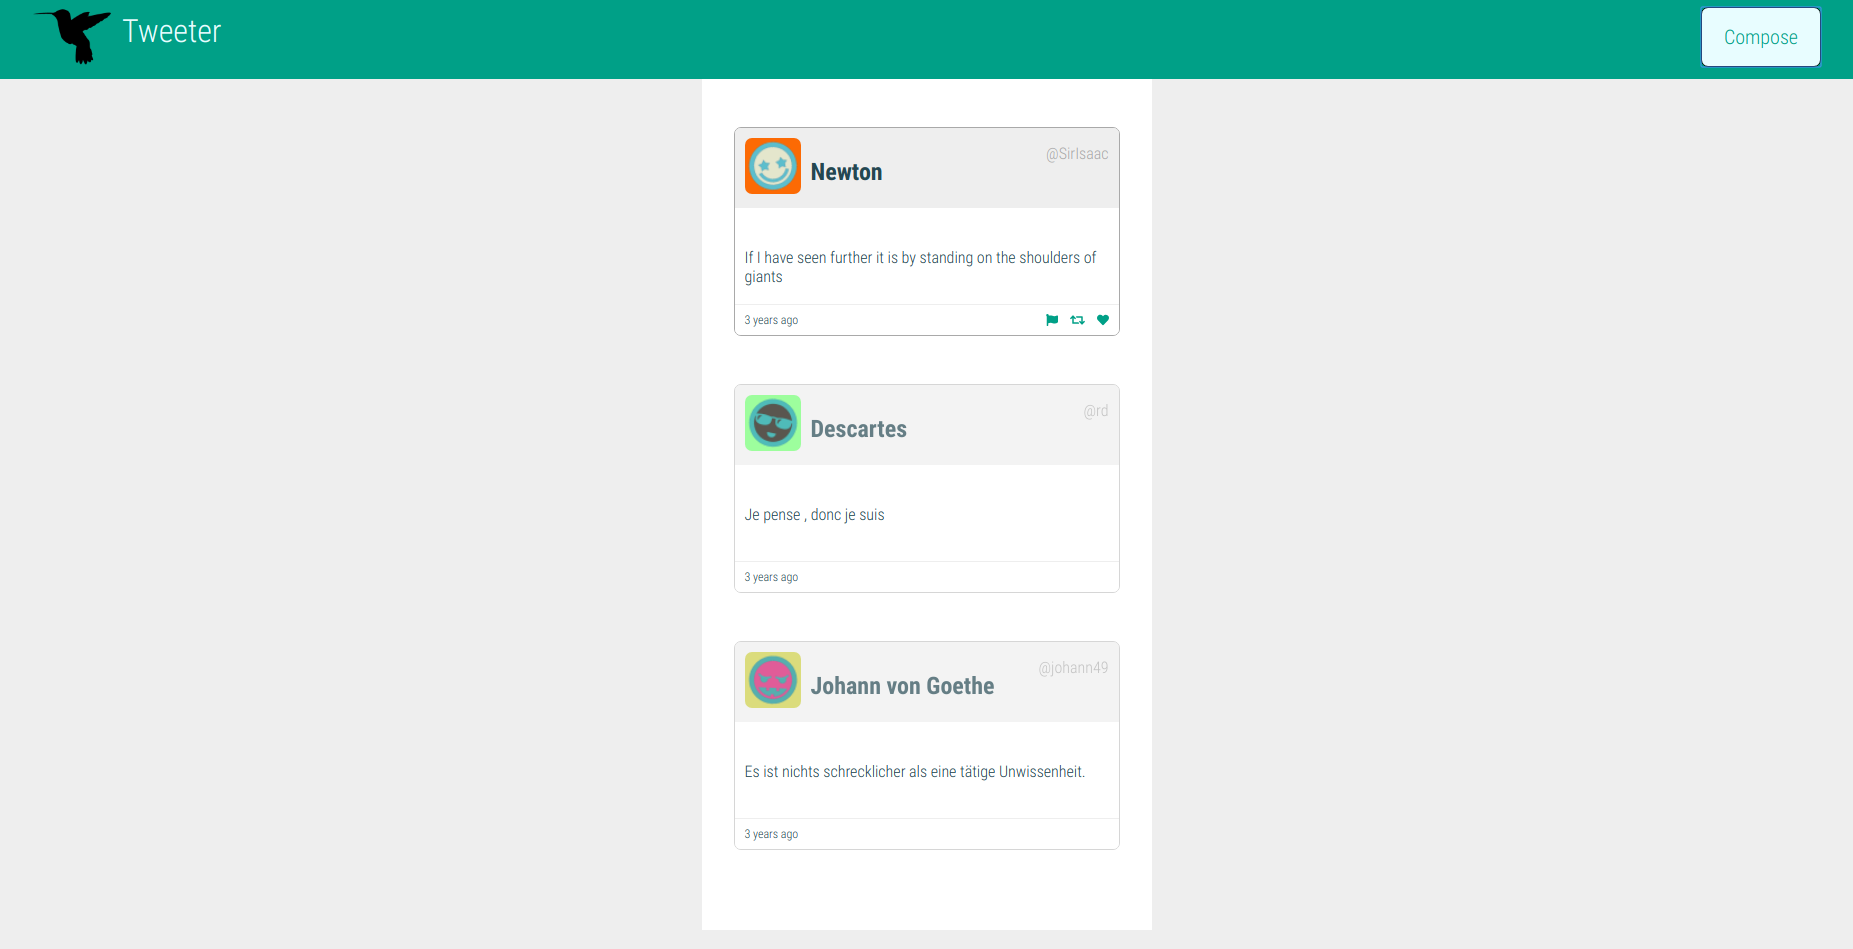 Tweeter
Compose
Newton
@SirIsaac
If I have seen further it is by standing on the shoulders of
giants
3 years ago
Descartes
@rd
Je pense , donc je suis
3 years ago
Johann von Goethe
@johann49
Es ist nichts schrecklicher als eine tätige Unwissenheit.
3 years ago